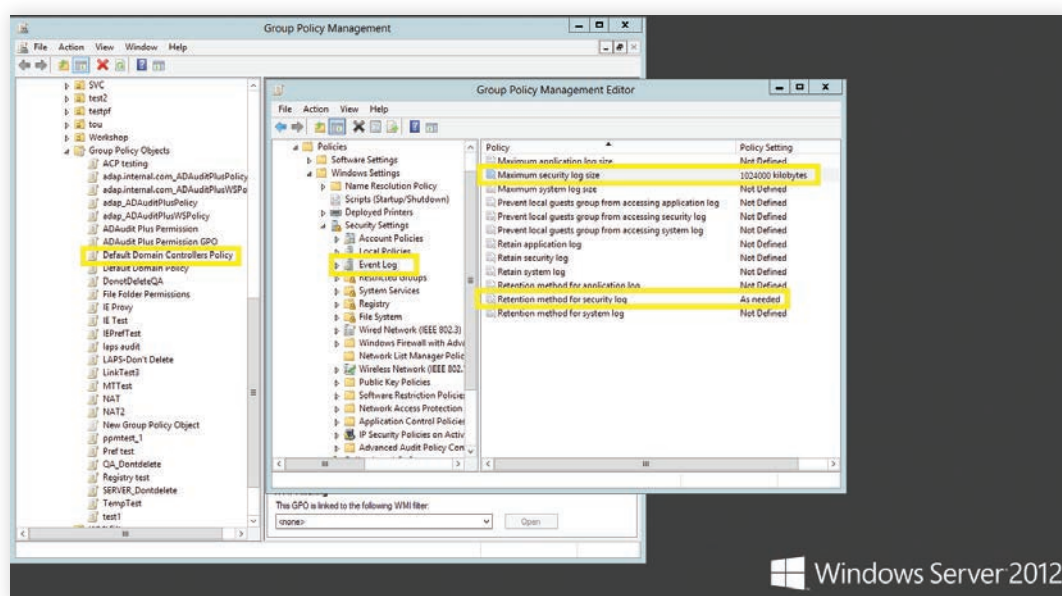 Group Policy Management
File Action View Window Help
SVC
test2
testpf
tou
Workshop
Group Policy Objects
ACP testing
adap.internal.com_ADAuditPlusPolicy
adap.internal.com_ADAuditPlusWSPo
adap_ADAuditPlusPolicy
adap_ADAuditPlusWSPolicy
ADAudit Plus Permission
ADAudit Plus Permission GPO
Default Domain Controllers Policy
Default Domain Policy
DonotDeleteQA
File Folder Permissions
IE Proxy
IE Test
IEPrefTest
laps audit
LAPS-Don't Delete
LinkTest3
MTTest
NAT
NAT2
New Group Policy Object
ppmtest_1
Pref test
QA_Dontdelete
Registry test
SERVER_Dontdelete
TempTest
test1
Group Policy Management Editor
File Action View Help
Policies
Software Settings
Windows Settings
Name Resolution Policy
Scripts (Startup/Shutdown)
Deployed Printers
Security Settings
Account Policies
Local Policies
Event Log
Restricted Groups
System Services
Registry
File System
Wired Network (IEEE 802.3)
Windows Firewall with Adva
Network List Manager Polic
Wireless Network (IEEE 802.
Public Key Policies
Software Restriction Policie
Network Access Protection
Application Control Policie
IP Security Policies on Activ
Advanced Audit Policy Con
Policy Policy Setting
Maximum application log size Not Defined
Maximum security log size 1024000 kilobytes
Maximum system log size Not Defined
Prevent local guests group from accessing application log Not Defined
Prevent local guests group from accessing security log Not Defined
Prevent local guests group from accessing system log Not Defined
Retain application log Not Defined
Retain security log Not Defined
Retain system log Not Defined
Retention method for application log Not Defined
Retention method for security log As needed
Retention method for system log Not Defined
This GPO is linked to the following WMI filter:
<none> Open
Windows Server 2012